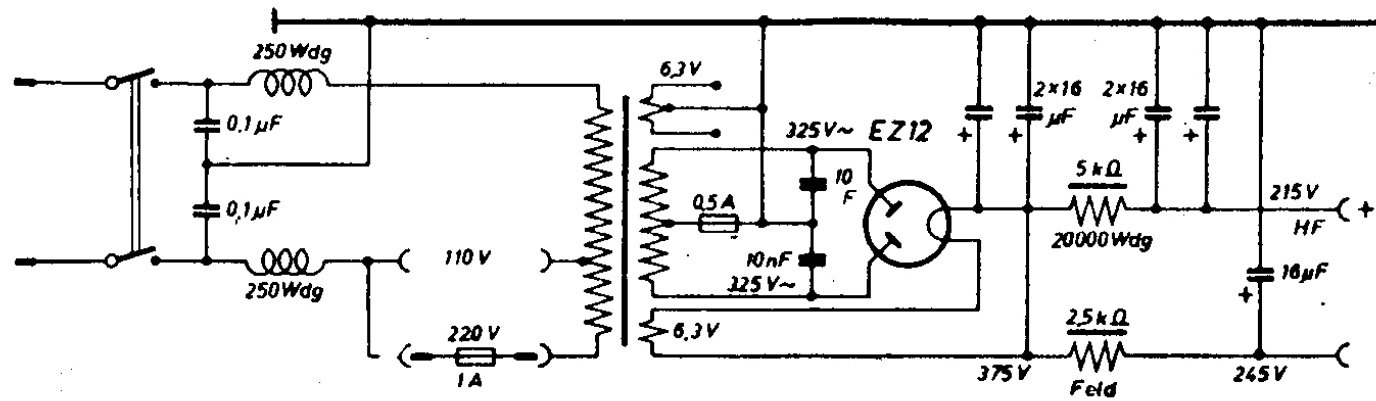 250 Wdg
0,1 µF
0,1 µF
250 Wdg
110 V
220 V
1 A
6,3 V
325 V~
EZ12
10
F
0,5 A
10 nF
325 V~
6,3 V
2×16
µF
2×16
µF
5 kΩ
20000 Wdg
215 V
HF
+
+
+
+
+
+
16 µF
2,5 kΩ
Feld
375 V
245 V